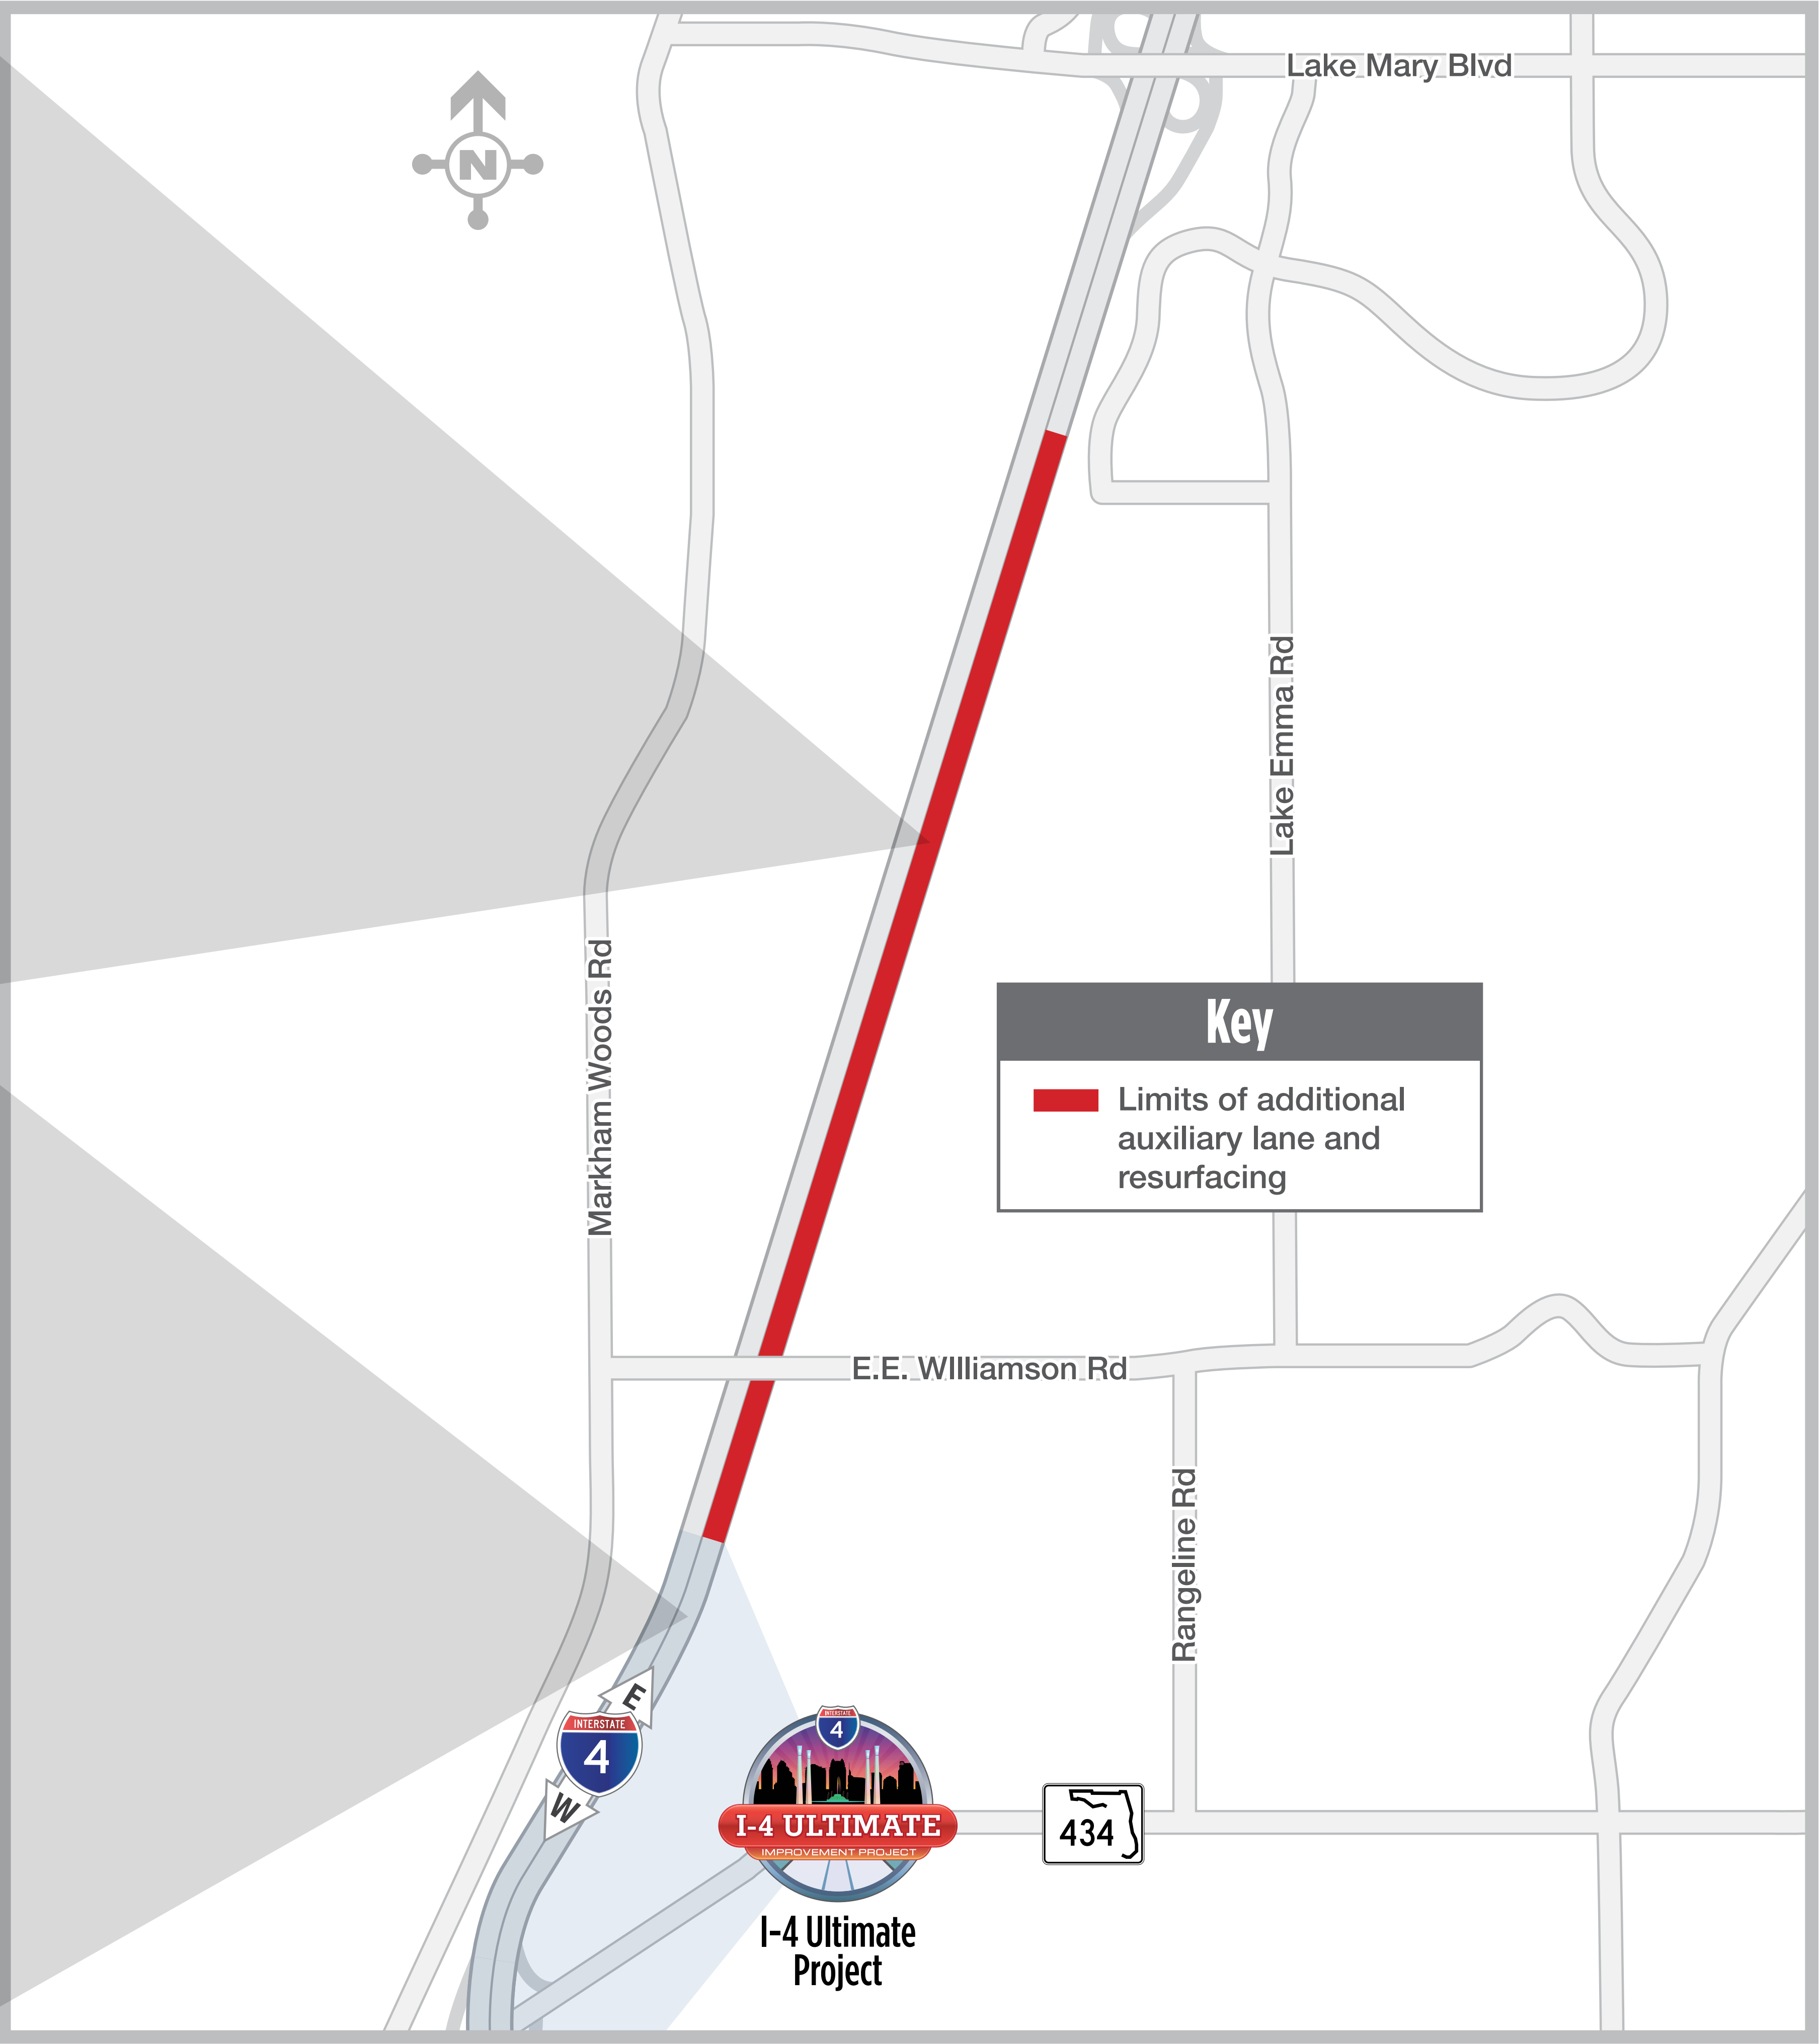 Lake Mary Blvd
N
Lake Emma Rd
Markham Woods Rd
Key
Limits of additional
auxiliary lane and
resurfacing
E.E. WIlliamson Rd
Rangeline Rd
E
INTERSTATE
4
W
INTERSTATE
4
I-4 ULTIMATE
IMPROVEMENT PROJECT
434
I-4 Ultimate
Project